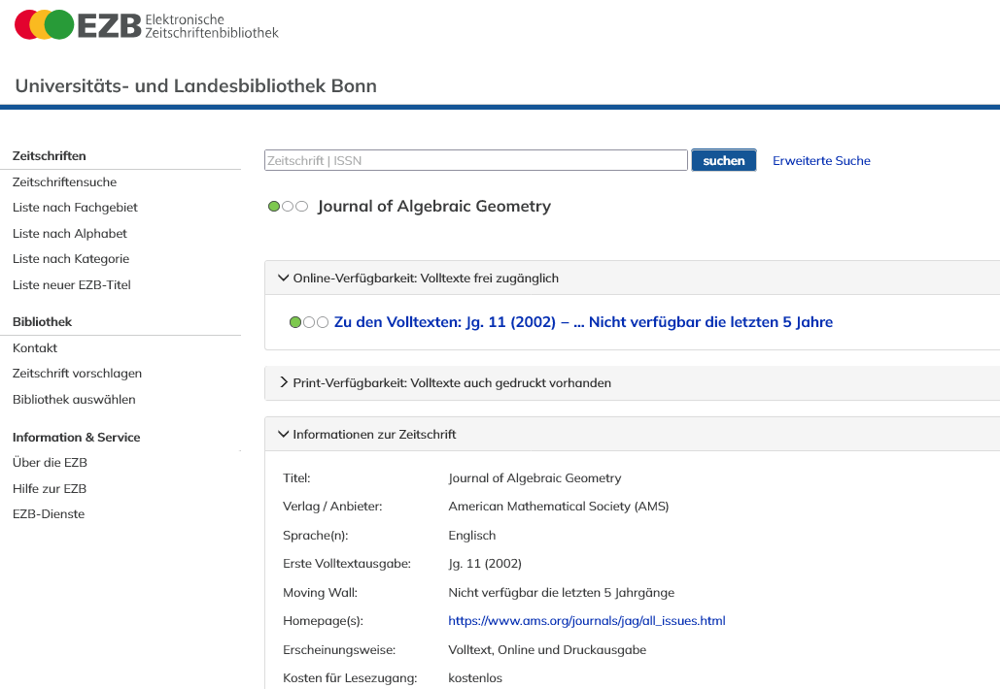 EZB Elektronische
Zeitschriftenbibliothek
Universitäts- und Landesbibliothek Bonn
Zeitschriften
Zeitschriftensuche
Liste nach Fachgebiet
Liste nach Alphabet
Liste nach Kategorie
Liste neuer EZB-Titel
Bibliothek
Kontakt
Zeitschrift vorschlagen
Bibliothek auswählen
Information & Service
Über die EZB
Hilfe zur EZB
EZB-Dienste
Zeitschrift | ISSN
suchen
Erweiterte Suche
Journal of Algebraic Geometry
Online-Verfügbarkeit: Volltexte frei zugänglich
Zu den Volltexten: Jg. 11 (2002) – ... Nicht verfügbar die letzten 5 Jahre
Print-Verfügbarkeit: Volltexte auch gedruckt vorhanden
Informationen zur Zeitschrift
Titel: Journal of Algebraic Geometry
Verlag / Anbieter: American Mathematical Society (AMS)
Sprache(n): Englisch
Erste Volltextausgabe: Jg. 11 (2002)
Moving Wall: Nicht verfügbar die letzten 5 Jahrgänge
Homepage(s): https://www.ams.org/journals/jag/all_issues.html
Erscheinungsweise: Volltext, Online und Druckausgabe
Kosten für Lesezugang: kostenlos